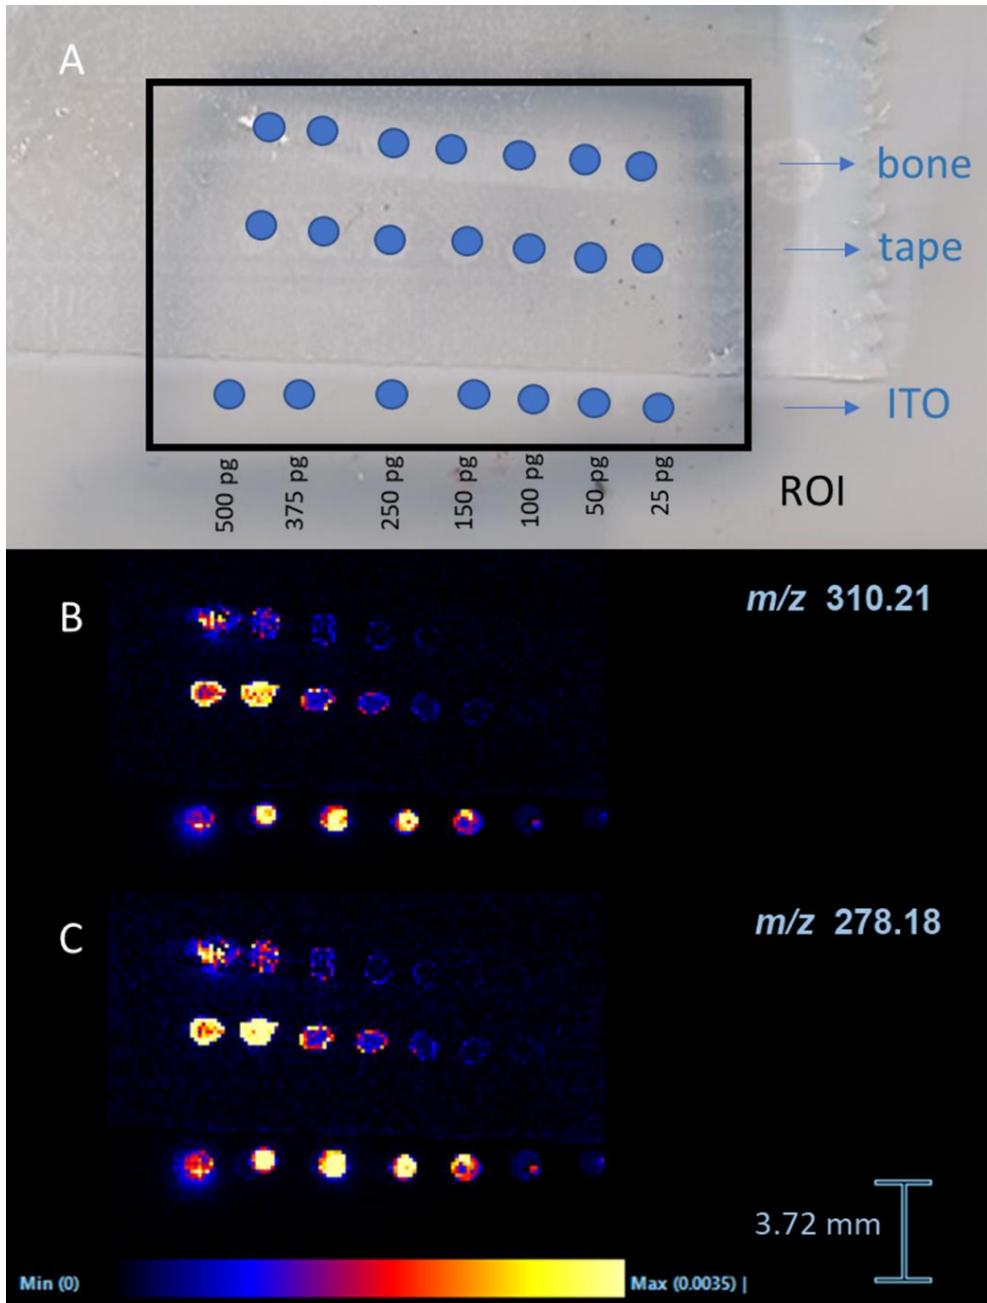 A
bone
tape
ITO
500 pg
375 pg
250 pg
150 pg
100 pg
50 pg
25 pg
ROI
B
m/z 310.21
C
m/z 278.18
3.72 mm
Min (0)
Max (0.0035) |